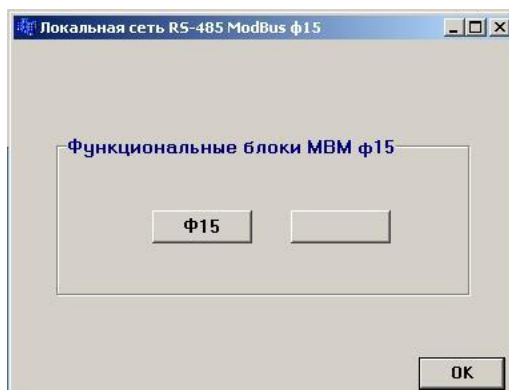 Локальная сеть RS-485 ModBus ф15
Функциональные блоки МВМ ф15
Ф15
OK